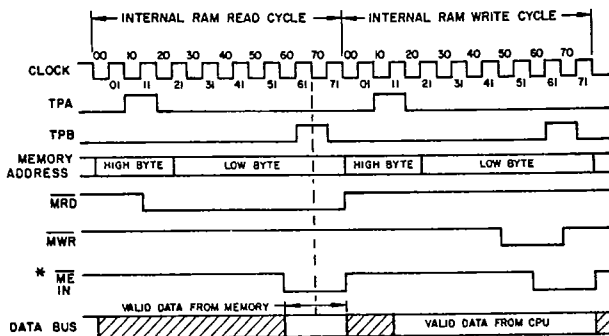 INTERNAL RAM READ CYCLE INTERNAL RAM WRITE CYCLE
00 10 20 30 40 50 60 70 00 10 20 30 40 50 60 70
CLOCK
01 11 21 31 41 51 61 71 01 11 21 31 41 51 61 71
TPA
TPB
MEMORY ADDRESS HIGH BYTE LOW BYTE HIGH BYTE LOW BYTE
MRD
MWR
* ME
IN
VALID DATA FROM MEMORY
DATA BUS VALID DATA FROM CPU